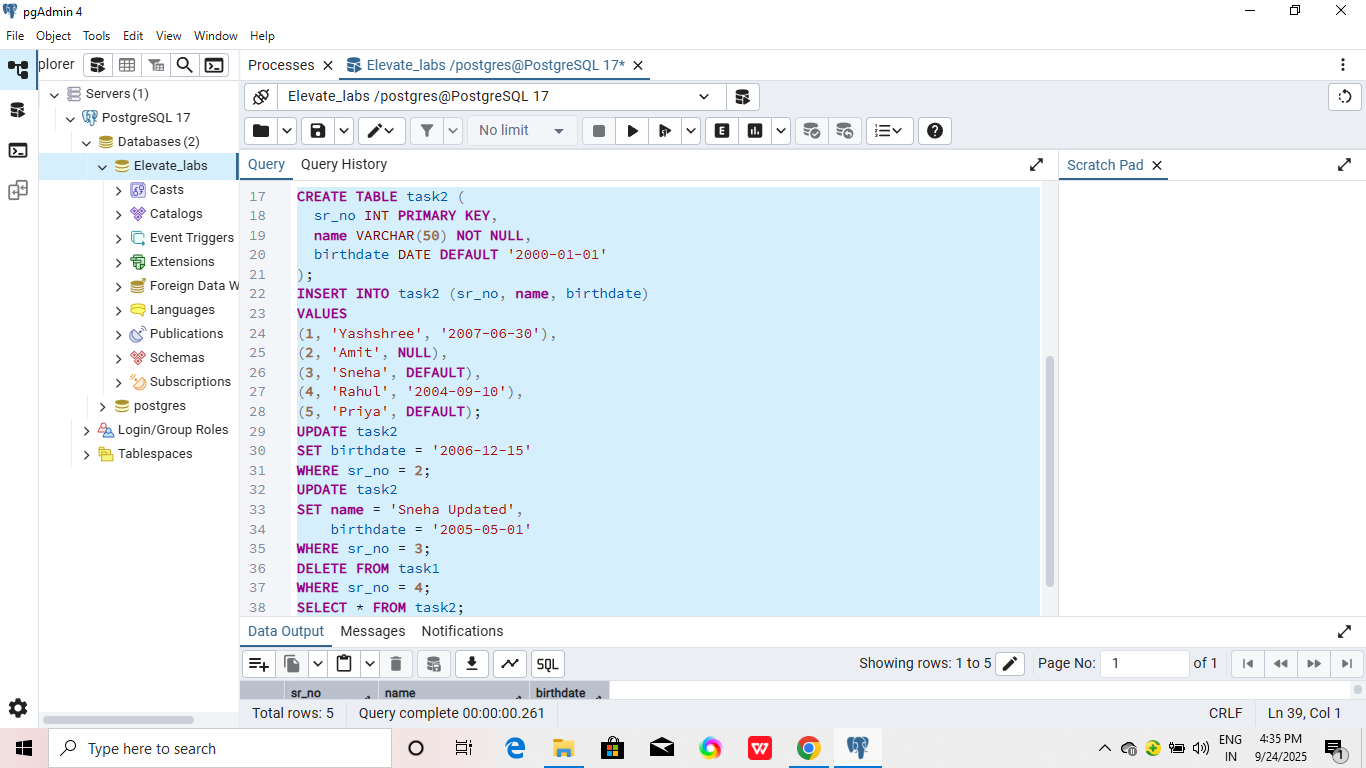 pgAdmin 4
File Object Tools Edit View Window Help
plorer
Processes
Elevate_labs /postgres@PostgreSQL 17*
Servers (1)
PostgreSQL 17
Databases (2)
Elevate_labs
Casts
Catalogs
Event Triggers
Extensions
Foreign Data W
Languages
Publications
Schemas
Subscriptions
postgres
Login/Group Roles
Tablespaces
Elevate_labs /postgres@PostgreSQL 17
No limit
E
Query Query History
Scratch Pad
17 CREATE TABLE task2 (
18 sr_no INT PRIMARY KEY,
19 name VARCHAR(50) NOT NULL,
20 birthdate DATE DEFAULT '2000-01-01'
21 );
22 INSERT INTO task2 (sr_no, name, birthdate)
23 VALUES
24 (1, 'Yashshree', '2007-06-30'),
25 (2, 'Amit', NULL),
26 (3, 'Sneha', DEFAULT),
27 (4, 'Rahul', '2004-09-10'),
28 (5, 'Priya', DEFAULT);
29 UPDATE task2
30 SET birthdate = '2006-12-15'
31 WHERE sr_no = 2;
32 UPDATE task2
33 SET name = 'Sneha Updated',
34 birthdate = '2005-05-01'
35 WHERE sr_no = 3;
36 DELETE FROM task1
37 WHERE sr_no = 4;
38 SELECT * FROM task2;
Data Output Messages Notifications
SQL
Showing rows: 1 to 5
Page No: 1 of 1
sr_no name birthdate
Total rows: 5 Query complete 00:00:00.261
CRLF Ln 39, Col 1
Type here to search
ENG
IN
4:35 PM
9/24/2025
1